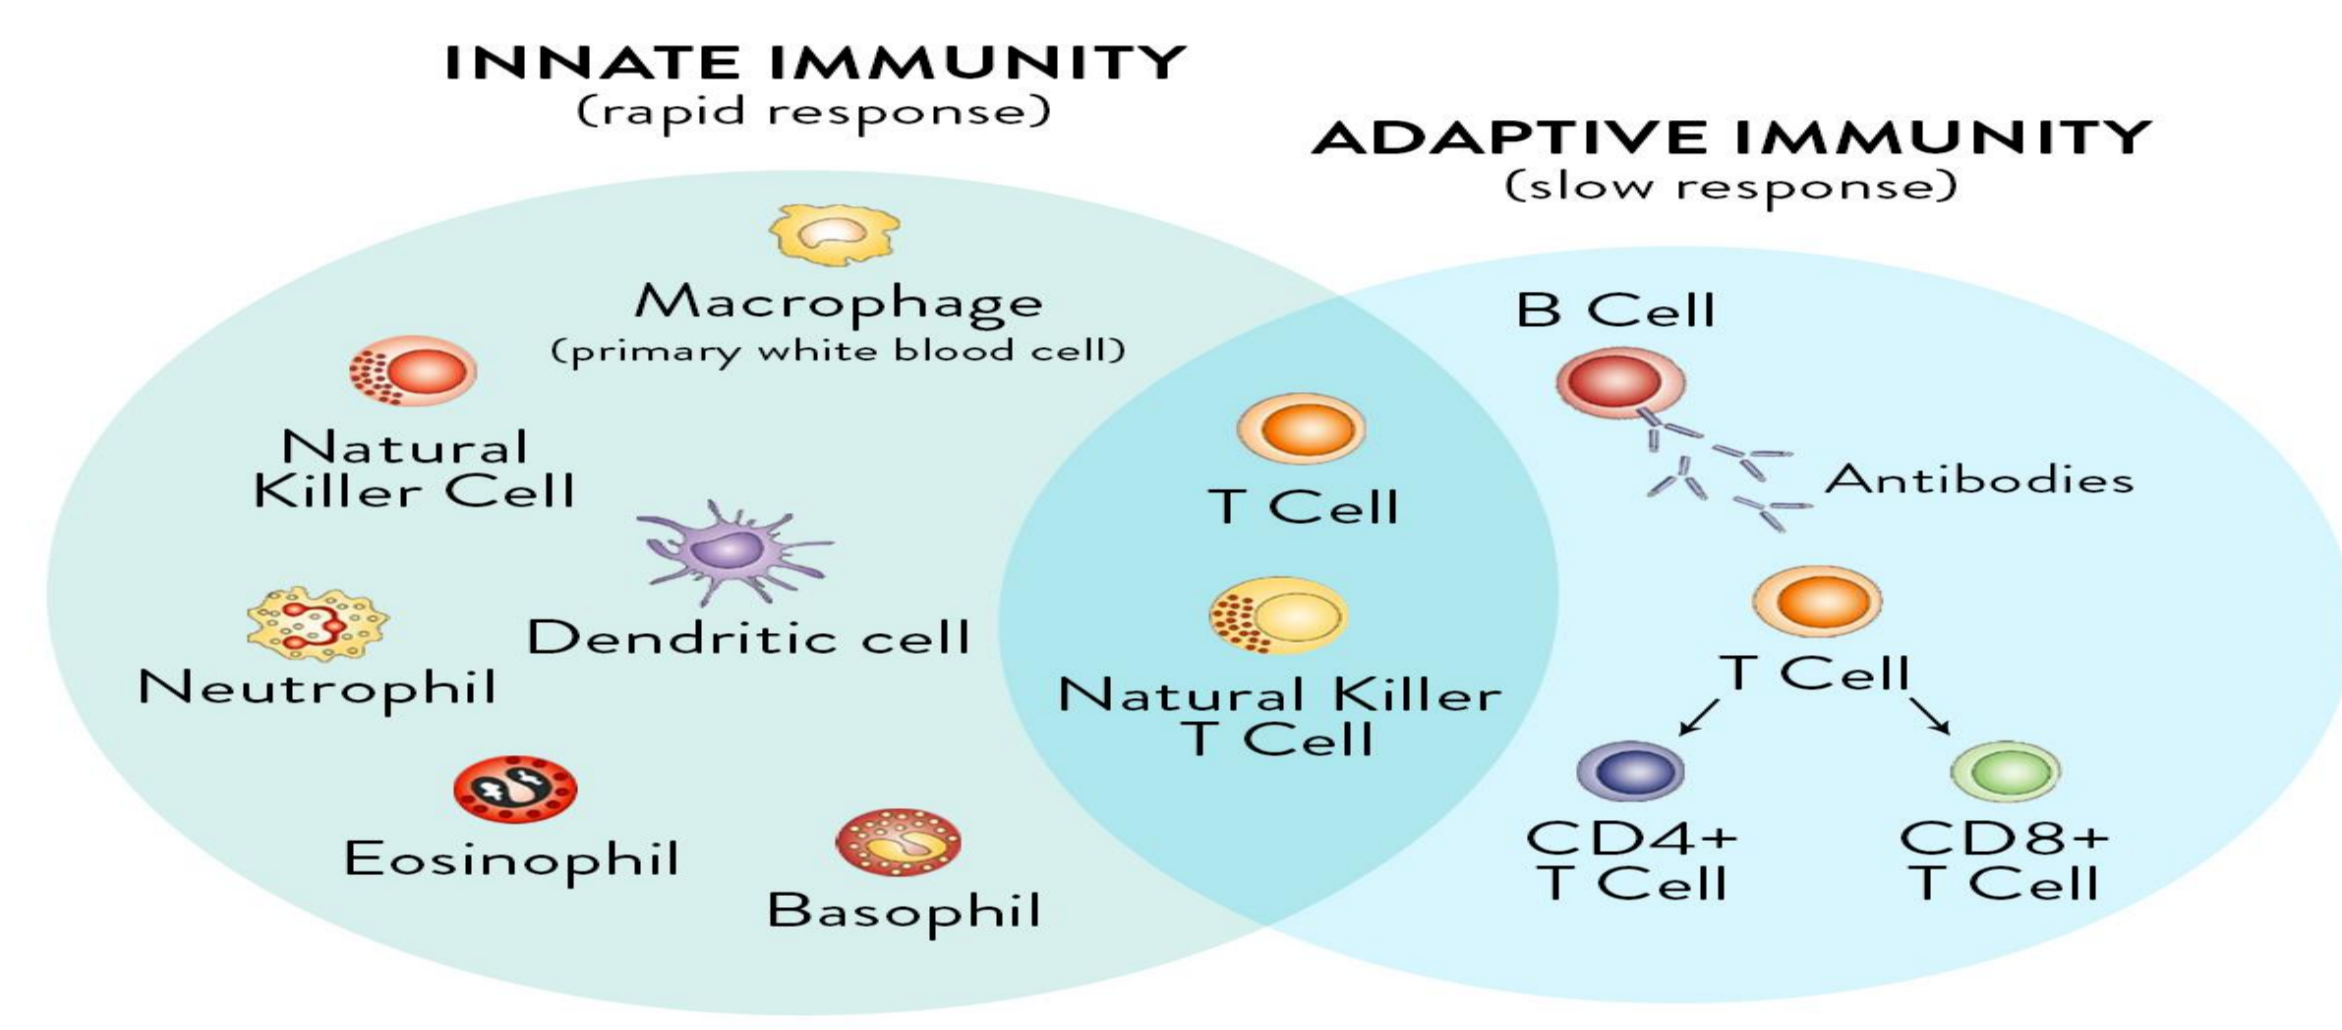 INNATE IMMUNITY
(rapid response)
ADAPTIVE IMMUNITY
(slow response)
Macrophage
(primary white blood cell)
Natural
Killer Cell
Dendritic cell
Neutrophil
Eosinophil
Basophil
T Cell
Natural Killer
T Cell
B Cell
Antibodies
T Cell
CD4+
T Cell
CD8+
T Cell